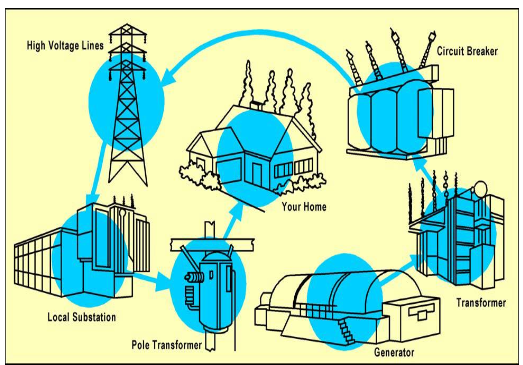 High Voltage Lines
Circuit Breaker
Your Home
Local Substation
Pole Transformer
Generator
Transformer